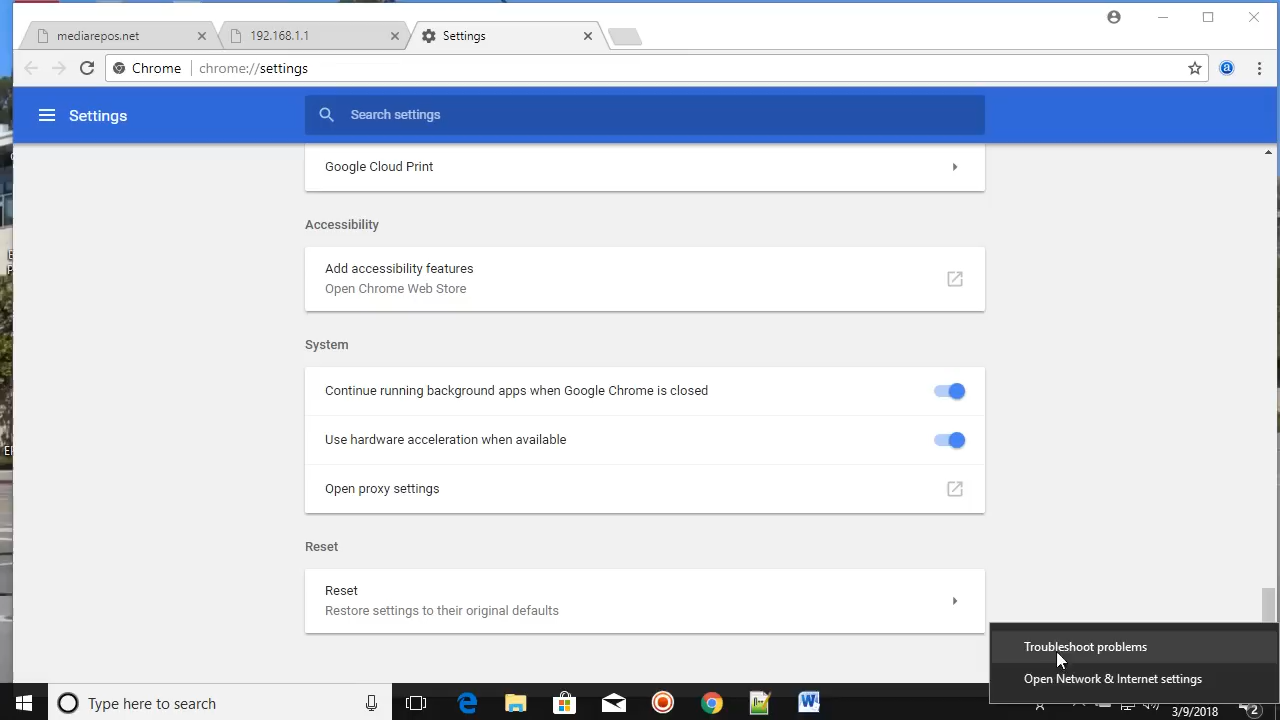 mediarepos.net
192.168.1.1
Settings
Chrome
chrome://settings
a
Settings
Search settings
Google Cloud Print
Accessibility
Add accessibility features
Open Chrome Web Store
System
Continue running background apps when Google Chrome is closed
Use hardware acceleration when available
Open proxy settings
Reset
Reset
Restore settings to their original defaults
Troubleshoot problems
Open Network & Internet settings
Type here to search
3/9/2018
2